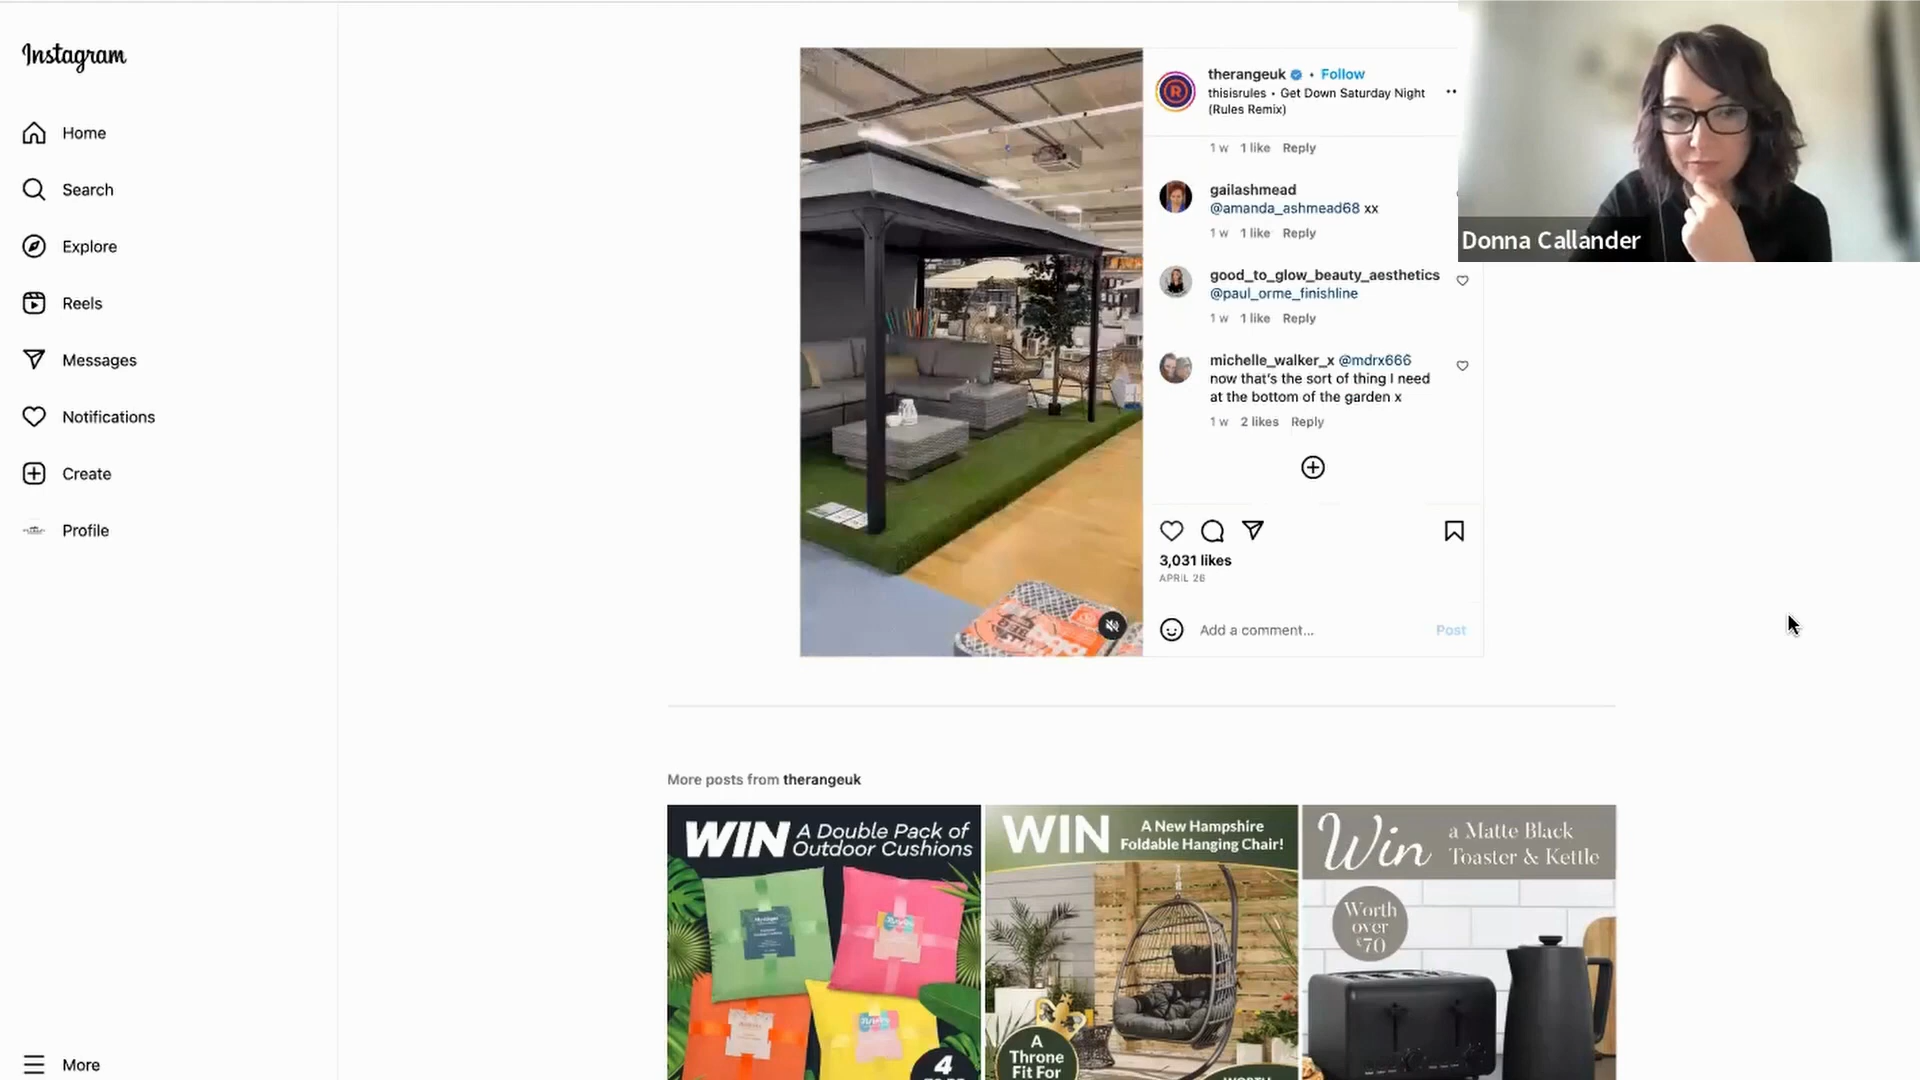 Instagram
Home
Search
Explore
Reels
Messages
Notifications
Create
Profile
More
therangeuk • Follow
thisisrules • Get Down Saturday Night
(Rules Remix)
1 w 1 like Reply
gailashmead
@amanda_ashmead68 xx
1 w 1 like Reply
good_to_glow_beauty_aesthetics
@paul_orme_finishline
1 w 1 like Reply
michelle_walker_x @mdrx666
now that's the sort of thing I need
at the bottom of the garden x
1 w 2 likes Reply
3,031 likes
APRIL 26
Add a comment...
Post
Donna Callander
More posts from therangeuk
WIN A Double Pack of
Outdoor Cushions
4
WIN A New Hampshire
Foldable Hanging Chair!
A
Throne
Fit For
WORTH
Win a Matte Black
Toaster & Kettle
Worth
over
£70